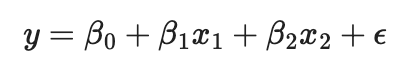 y = β₀ + β₁x₁ + β₂x₂ + ϵ